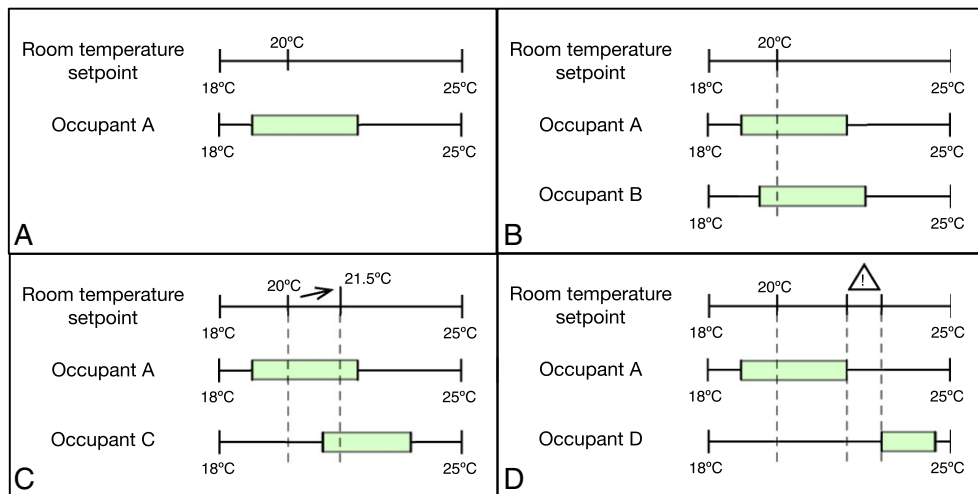 20ºC
Room temperature
setpoint
18ºC
25ºC
Occupant A
18ºC
25ºC
A
20ºC
Room temperature
setpoint
18ºC
25ºC
Occupant A
18ºC
25ºC
Occupant B
18ºC
25ºC
B
20ºC
21.5ºC
Room temperature
setpoint
18ºC
25ºC
Occupant A
18ºC
25ºC
Occupant C
18ºC
25ºC
C
!
20ºC
Room temperature
setpoint
18ºC
25ºC
Occupant A
18ºC
25ºC
Occupant D
18ºC
25ºC
D